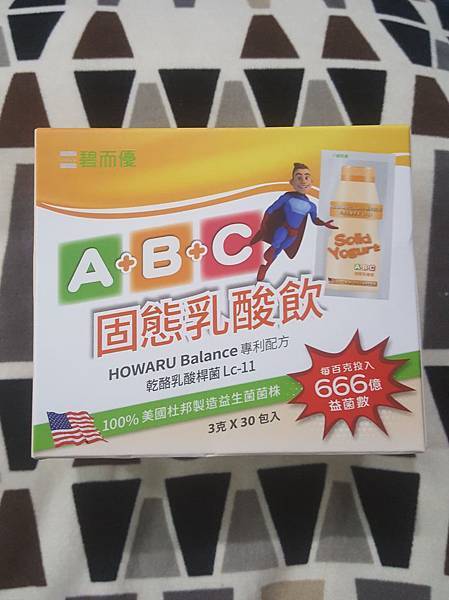 碧而優
A+B+C
固態乳酸飲
HOWARU Balance 專利配方
乾酪乳酸桿菌 Lc-11
100% 美國杜邦製造益生菌菌株
3克 X 30 包入
每百克投入
666億
益菌數
Solid
Yogurt
A B C